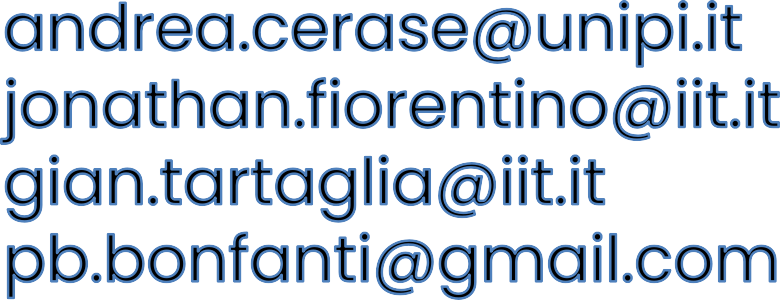 andrea.cerase@unipi.it
jonathan.fiorentino@iit.it
gian.tartaglia@iit.it
pb.bonfanti@gmail.com